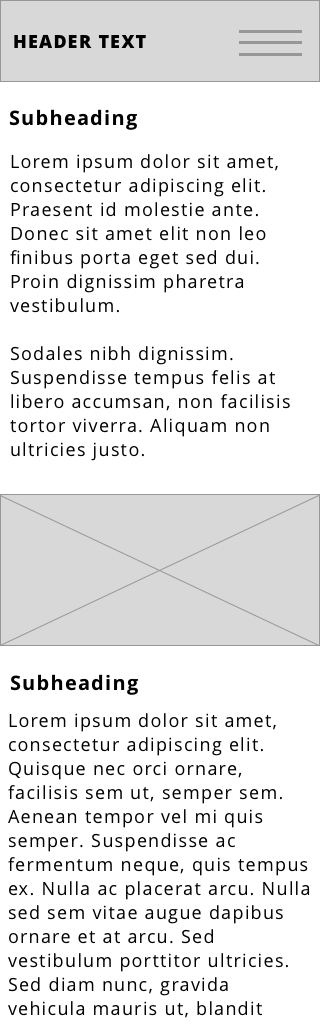 HEADER TEXT
Subheading
Lorem ipsum dolor sit amet,
consectetur adipiscing elit.
Praesent id molestie ante.
Donec sit amet elit non leo
finibus porta eget sed dui.
Proin dignissim pharetra
vestibulum.
Sodales nibh dignissim.
Suspendisse tempus felis at
libero accumsan, non facilisis
tortor viverra. Aliquam non
ultricies justo.
Subheading
Lorem ipsum dolor sit amet,
consectetur adipiscing elit.
Quisque nec orci ornare,
facilisis sem ut, semper sem.
Aenean tempor vel mi quis
semper. Suspendisse ac
fermentum neque, quis tempus
ex. Nulla ac placerat arcu. Nulla
sed sem vitae augue dapibus
ornare et at arcu. Sed
vestibulum porttitor ultricies.
Sed diam nunc, gravida
vehicula mauris ut, blandit